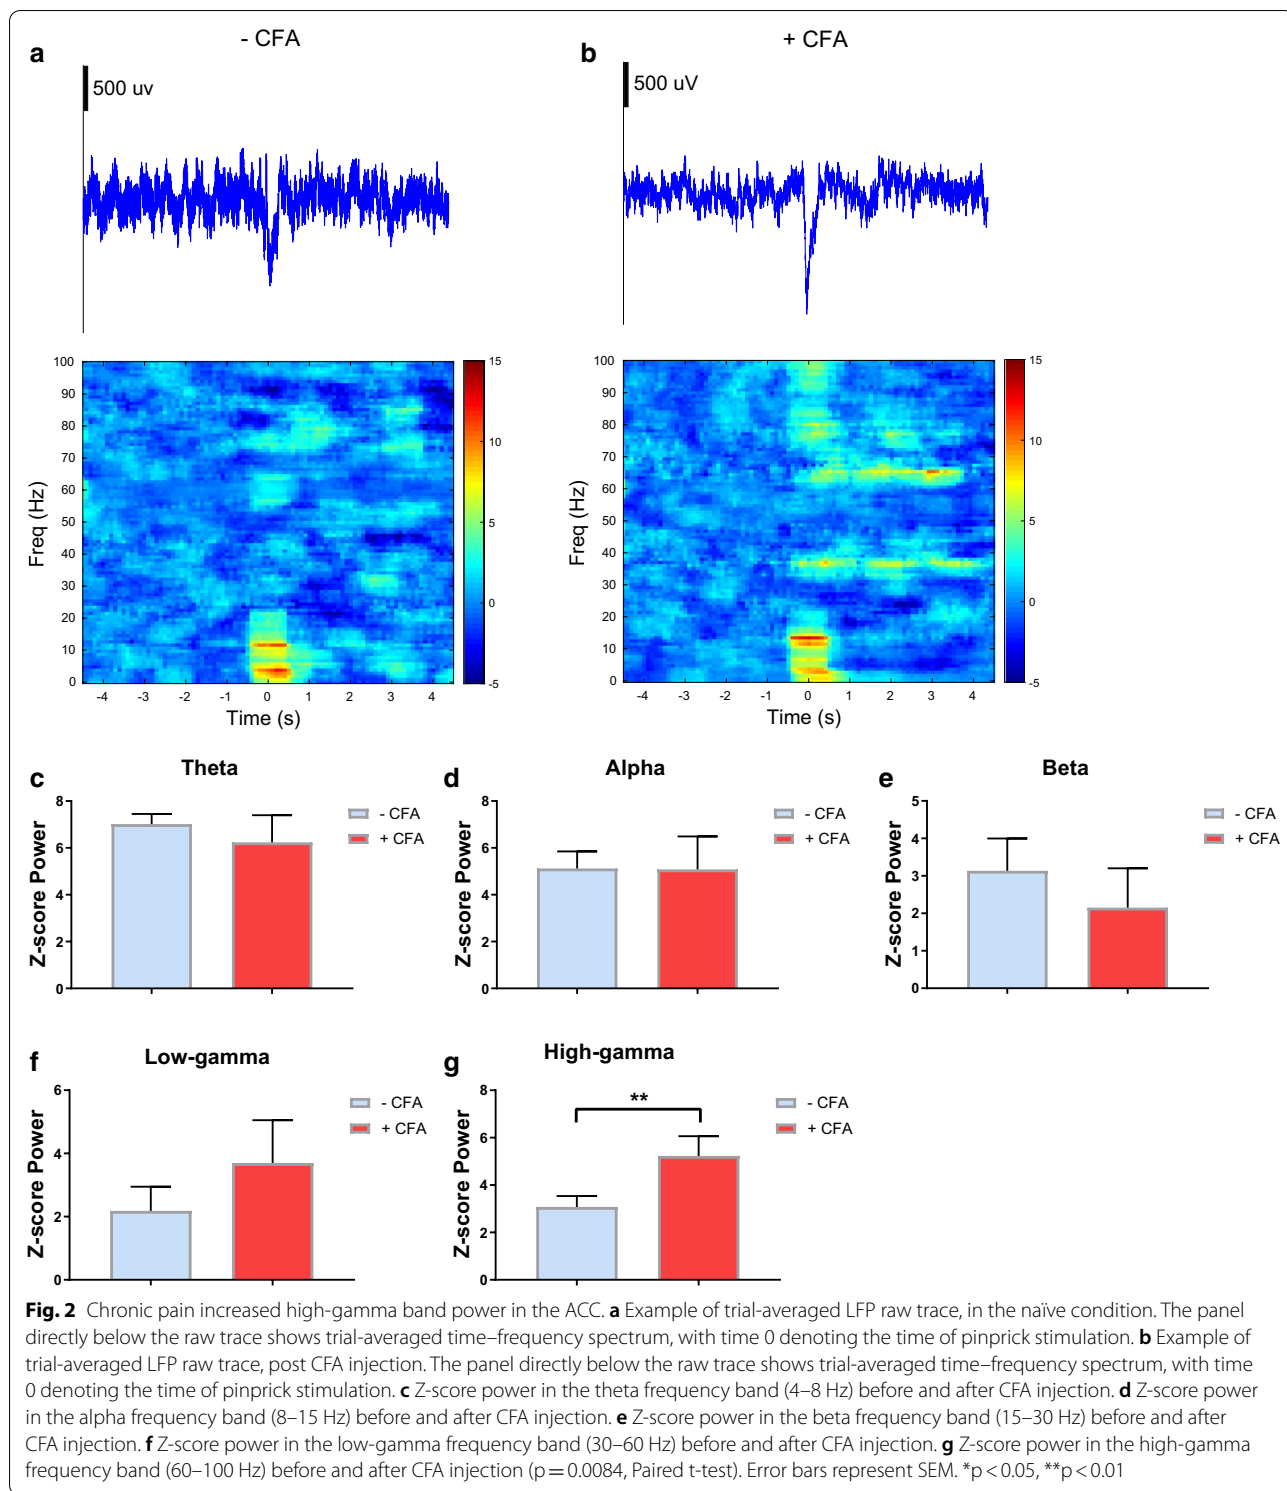 - CFA
+ CFA
a
b
500 uv
500 uV
100
90
80
70
60
50
40
30
20
10
0
Freq (Hz)
-4 -3 -2 -1 0 1 2 3 4
Time (s)
15
10
5
0
-5
100
90
80
70
60
50
40
30
20
10
0
Freq (Hz)
-4 -3 -2 -1 0 1 2 3 4
Time (s)
15
10
5
0
-5
c
Theta
8
6
4
2
0
Z-score Power
- CFA
+ CFA
d
Alpha
8
6
4
2
0
Z-score Power
- CFA
+ CFA
e
Beta
5
4
3
2
1
0
Z-score Power
- CFA
+ CFA
f
Low-gamma
6
4
2
0
Z-score Power
- CFA
+ CFA
g
High-gamma
8
6
4
2
0
Z-score Power
**
- CFA
+ CFA
Fig. 2 Chronic pain increased high-gamma band power in the ACC. a Example of trial-averaged LFP raw trace, in the naïve condition. The panel
directly below the raw trace shows trial-averaged time–frequency spectrum, with time 0 denoting the time of pinprick stimulation. b Example of
trial-averaged LFP raw trace, post CFA injection. The panel directly below the raw trace shows trial-averaged time–frequency spectrum, with time
0 denoting the time of pinprick stimulation. c Z-score power in the theta frequency band (4–8 Hz) before and after CFA injection. d Z-score power
in the alpha frequency band (8–15 Hz) before and after CFA injection. e Z-score power in the beta frequency band (15–30 Hz) before and after
CFA injection. f Z-score power in the low-gamma frequency band (30–60 Hz) before and after CFA injection. g Z-score power in the high-gamma
frequency band (60–100 Hz) before and after CFA injection (p = 0.0084, Paired t-test). Error bars represent SEM. *p < 0.05, **p < 0.01